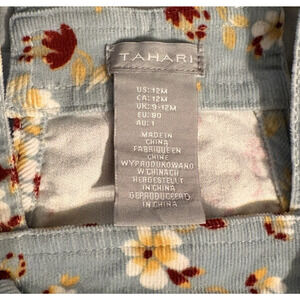 TAHARI
US: 12M
CA: 12M
UK: 9-12M
EU: 80
AU: 1
MADE IN
CHINA
FABRIQUE EN
CHINE
WYPRODUKOWANO
W CHINACH
HERGESTELLT
IN CHINA
GEPRODUCEERD
IN CHINA